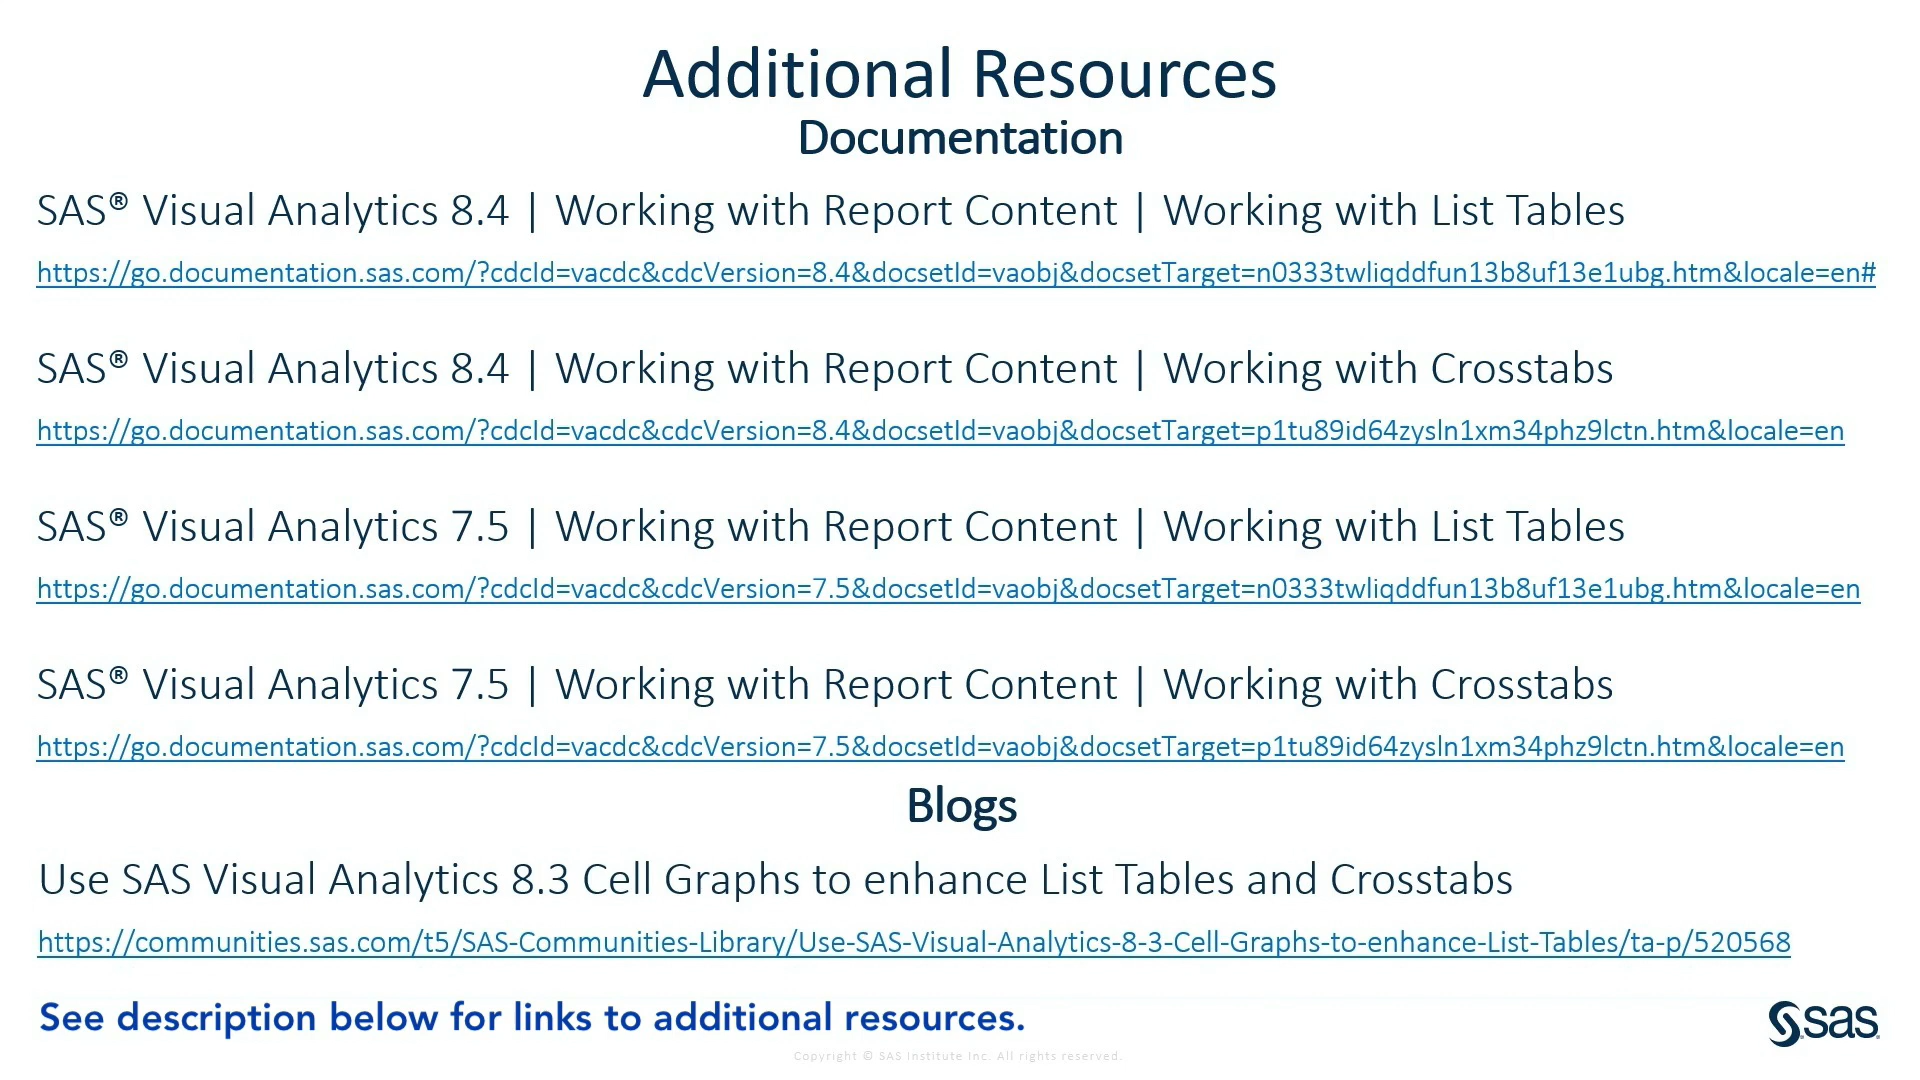 Additional Resources
Documentation
SAS® Visual Analytics 8.4 | Working with Report Content | Working with List Tables
https://go.documentation.sas.com/?cdcId=vacdc&cdcVersion=8.4&docsetId=vaobj&docsetTarget=n0333twliqddfun13b8uf13e1ubg.htm&locale=en#
SAS® Visual Analytics 8.4 | Working with Report Content | Working with Crosstabs
https://go.documentation.sas.com/?cdcId=vacdc&cdcVersion=8.4&docsetId=vaobj&docsetTarget=p1tu89id64zysln1xm34phz9lctn.htm&locale=en
SAS® Visual Analytics 7.5 | Working with Report Content | Working with List Tables
https://go.documentation.sas.com/?cdcId=vacdc&cdcVersion=7.5&docsetId=vaobj&docsetTarget=n0333twliqddfun13b8uf13e1ubg.htm&locale=en
SAS® Visual Analytics 7.5 | Working with Report Content | Working with Crosstabs
https://go.documentation.sas.com/?cdcId=vacdc&cdcVersion=7.5&docsetId=vaobj&docsetTarget=p1tu89id64zysln1xm34phz9lctn.htm&locale=en
Blogs
Use SAS Visual Analytics 8.3 Cell Graphs to enhance List Tables and Crosstabs
https://communities.sas.com/t5/SAS-Communities-Library/Use-SAS-Visual-Analytics-8-3-Cell-Graphs-to-enhance-List-Tables/ta-p/520568
See description below for links to additional resources.
sas
Copyright © SAS Institute Inc. All rights reserved.